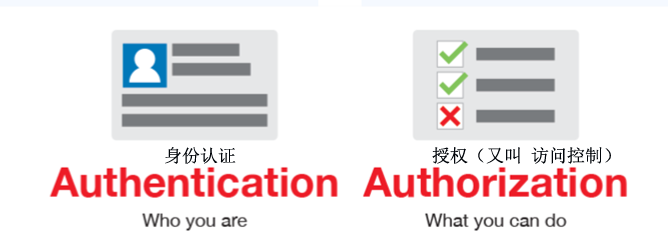 身份认证
Authentication
Who you are
授权（又叫 访问控制）
Authorization
What you can do